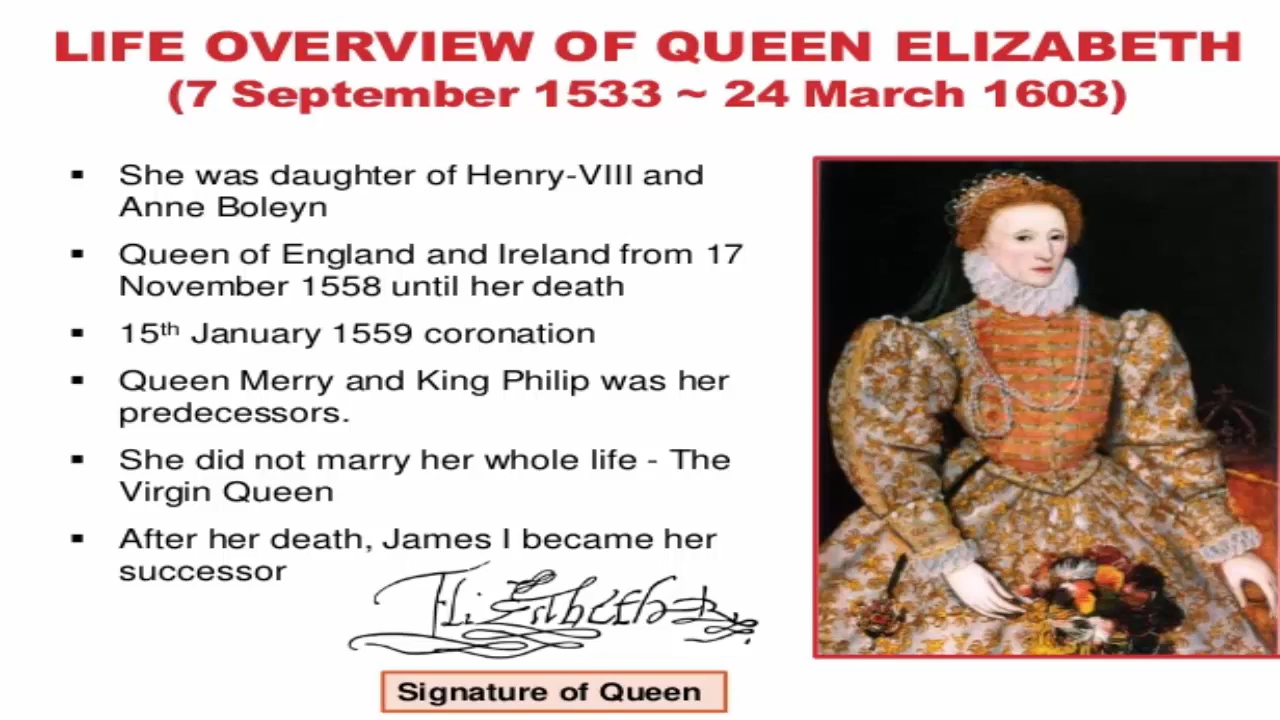 LIFE OVERVIEW OF QUEEN ELIZABETH
(7 September 1533 ~ 24 March 1603)
▪ She was daughter of Henry-VIII and
Anne Boleyn
▪ Queen of England and Ireland from 17
November 1558 until her death
▪ 15th January 1559 coronation
▪ Queen Merry and King Philip was her
predecessors.
▪ She did not marry her whole life - The
Virgin Queen
▪ After her death, James I became her
successor
Elizabeth R
Signature of Queen